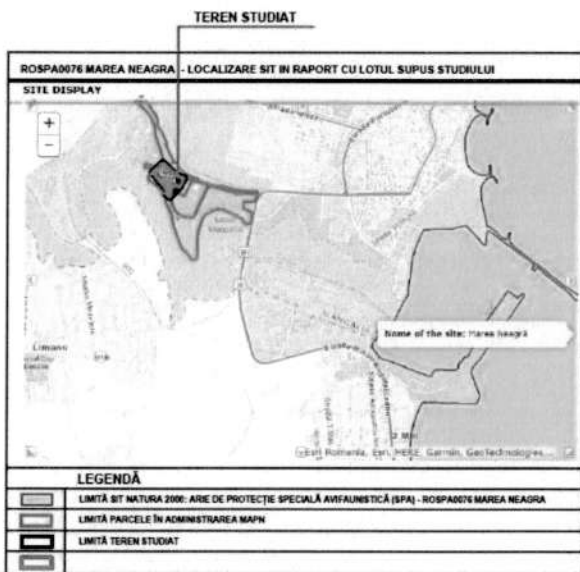 TEREN STUDIAT
ROSPA0076 MAREA NEAGRA - LOCALIZARE SIT IN RAPORT CU LOTUL SUPUS STUDIULUI
SITE DISPLAY
+
−
Limanu
Name of the site: Marea Neagră
Esri Romania, Esri, HERE, Garmin, GeoTechnologies...
LEGENDĂ
LIMITĂ SIT NATURA 2000: ARIE DE PROTECȚIE SPECIALĂ AVIFAUNISTICĂ (SPA) - ROSPA0076 MAREA NEAGRA
LIMITĂ PARCELE ÎN ADMINISTRAREA MAPN
LIMITĂ TEREN STUDIAT